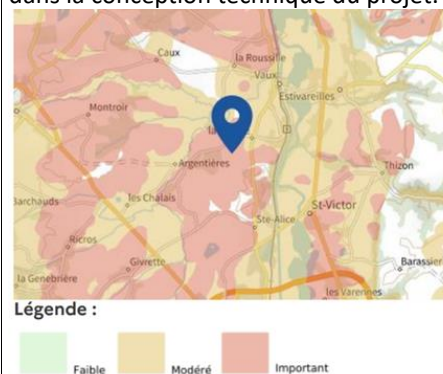 dans la conception technique du projet.
Caux
la Roussille
Vaux
Estivareilles
Montroir
Argentières
Thizon
les Chalais
St-Victor
Barchauds
Ste-Alice
Ricros
Givrette
Barassier
la Genebrière
les Varennes
Légende :
Faible
Modéré
Important